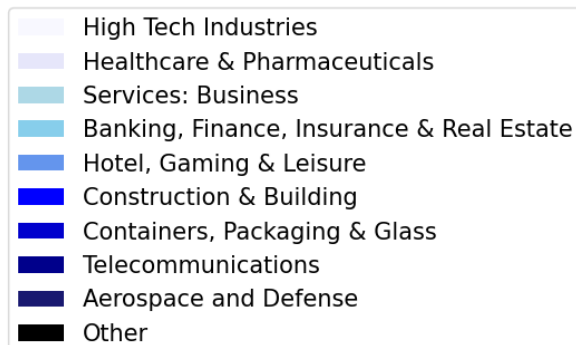 High Tech Industries
Healthcare & Pharmaceuticals
Services: Business
Banking, Finance, Insurance & Real Estate
Hotel, Gaming & Leisure
Construction & Building
Containers, Packaging & Glass
Telecommunications
Aerospace and Defense
Other